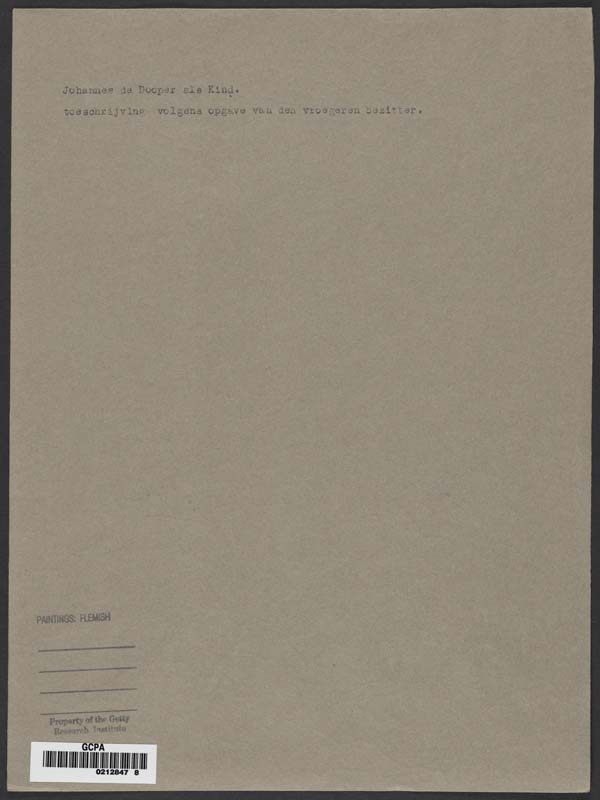 Johannes de Dooper als Kind.
toeschrijving volgens opgave van den vroegeren bezitter.
PAINTINGS: FLEMISH
Property of the Getty
Research Institute
GCPA
0212847 8